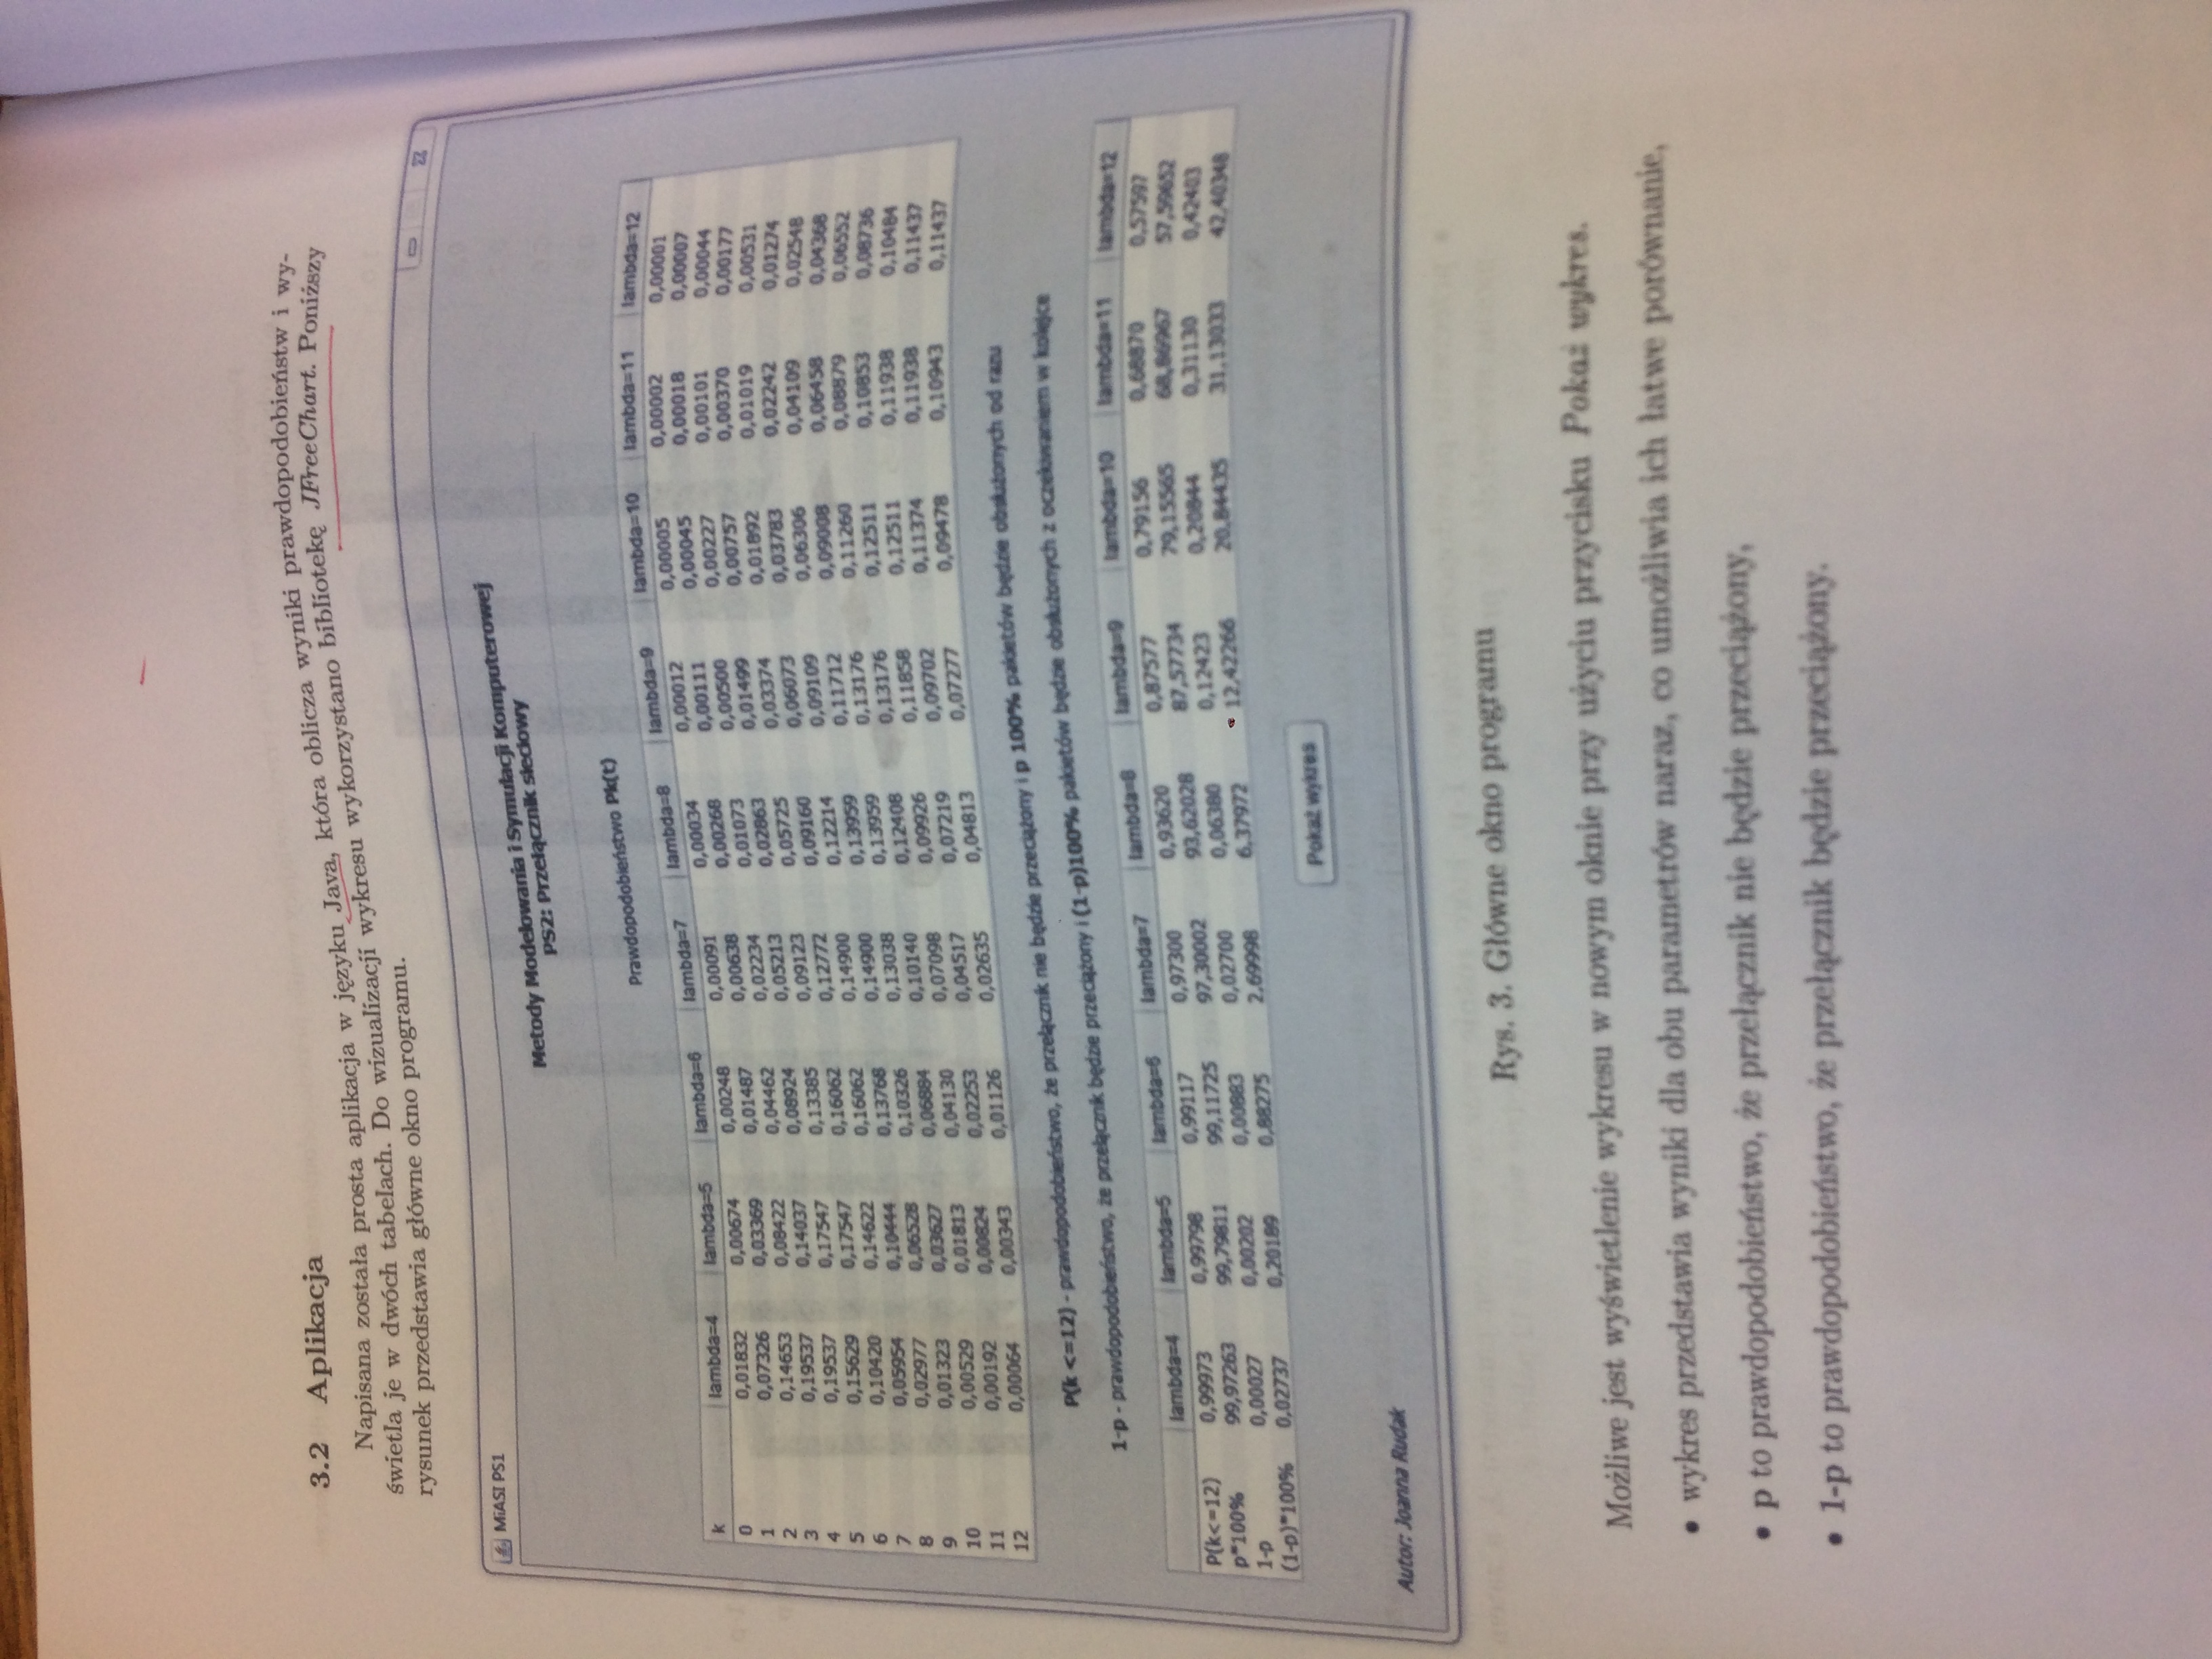 3.2 Aplikacja
Napisana została prosta aplikacja w języku Java, która oblicza wyniki prawdopodobieństw i wy-
świetla je w dwóch tabelach. Do wizualizacji wykresu wykorzystano bibliotekę JFreeChart. Poniższy
rysunek przedstawia główne okno programu.
MiASI PS1
Metody Modelowania i Symulacji Komputerowej
PS2: Przełącznik sieciowy
Prawdopodobieństwo Pk(t)
k lambda=4 lambda=5 lambda=6 lambda=7 lambda=8 lambda=9 lambda=10 lambda=11 lambda=12
0 0,01832 0,00674 0,00248 0,00091 0,00034 0,00012 0,00005 0,00002 0,00001
1 0,07326 0,03369 0,01487 0,00638 0,00268 0,00111 0,00045 0,00018 0,00007
2 0,14653 0,08422 0,04462 0,02234 0,01073 0,00500 0,00227 0,00101 0,00044
3 0,19537 0,14037 0,08924 0,05213 0,02863 0,01499 0,00757 0,00370 0,00177
4 0,19537 0,17547 0,13385 0,09123 0,05725 0,03374 0,01892 0,01019 0,00531
5 0,15629 0,17547 0,16062 0,12772 0,09160 0,06073 0,03783 0,02242 0,01274
6 0,10420 0,14622 0,16062 0,14900 0,12214 0,09109 0,06306 0,04109 0,02548
7 0,05954 0,10444 0,13768 0,14900 0,13959 0,11712 0,09008 0,06458 0,04368
8 0,02977 0,06528 0,10326 0,13038 0,13959 0,13176 0,11260 0,08879 0,06552
9 0,01323 0,03627 0,06884 0,10140 0,12408 0,13176 0,12511 0,10853 0,08736
10 0,00529 0,01813 0,04130 0,07098 0,09926 0,11858 0,12511 0,11938 0,10484
11 0,00192 0,00824 0,02253 0,04517 0,07219 0,09702 0,11374 0,11938 0,11437
12 0,00064 0,00343 0,01126 0,02635 0,04813 0,07277 0,09478 0,10943 0,11437
P(k <=12) - prawdopodobieństwo, że przełącznik nie będzie przeciążony i p 100% pakietów będzie obsłużonych od razu
1-p - prawdopodobieństwo, że przełącznik będzie przeciążony i (1-p)100% pakietów będzie obsłużonych z oczekiwaniem w kolejce
lambda=4 lambda=5 lambda=6 lambda=7 lambda=8 lambda=9 lambda=10 lambda=11 lambda=12
P(k<=12) 0,99973 0,99798 0,99117 0,97300 0,93620 0,87577 0,79156 0,68870 0,57597
p*100% 99,97263 99,79811 99,11725 97,30002 93,62028 87,57734 79,15565 68,86967 57,59652
1-p 0,00027 0,00202 0,00883 0,02700 0,06380 0,12423 0,20844 0,31130 0,42403
(1-p)*100% 0,02737 0,20189 0,88275 2,69998 6,37972 12,42266 20,84435 31,13033 42,40348
Pokaż wykres
Autor: Joanna Rudak
Rys. 3. Główne okno programu
Możliwe jest wyświetlenie wykresu w nowym oknie przy użyciu przycisku Pokaż wykres.
• wykres przedstawia wyniki dla obu parametrów naraz, co umożliwia ich łatwe porównanie,
• p to prawdopodobieństwo, że przełącznik nie będzie przeciążony,
• 1-p to prawdopodobieństwo, że przełącznik będzie przeciążony.